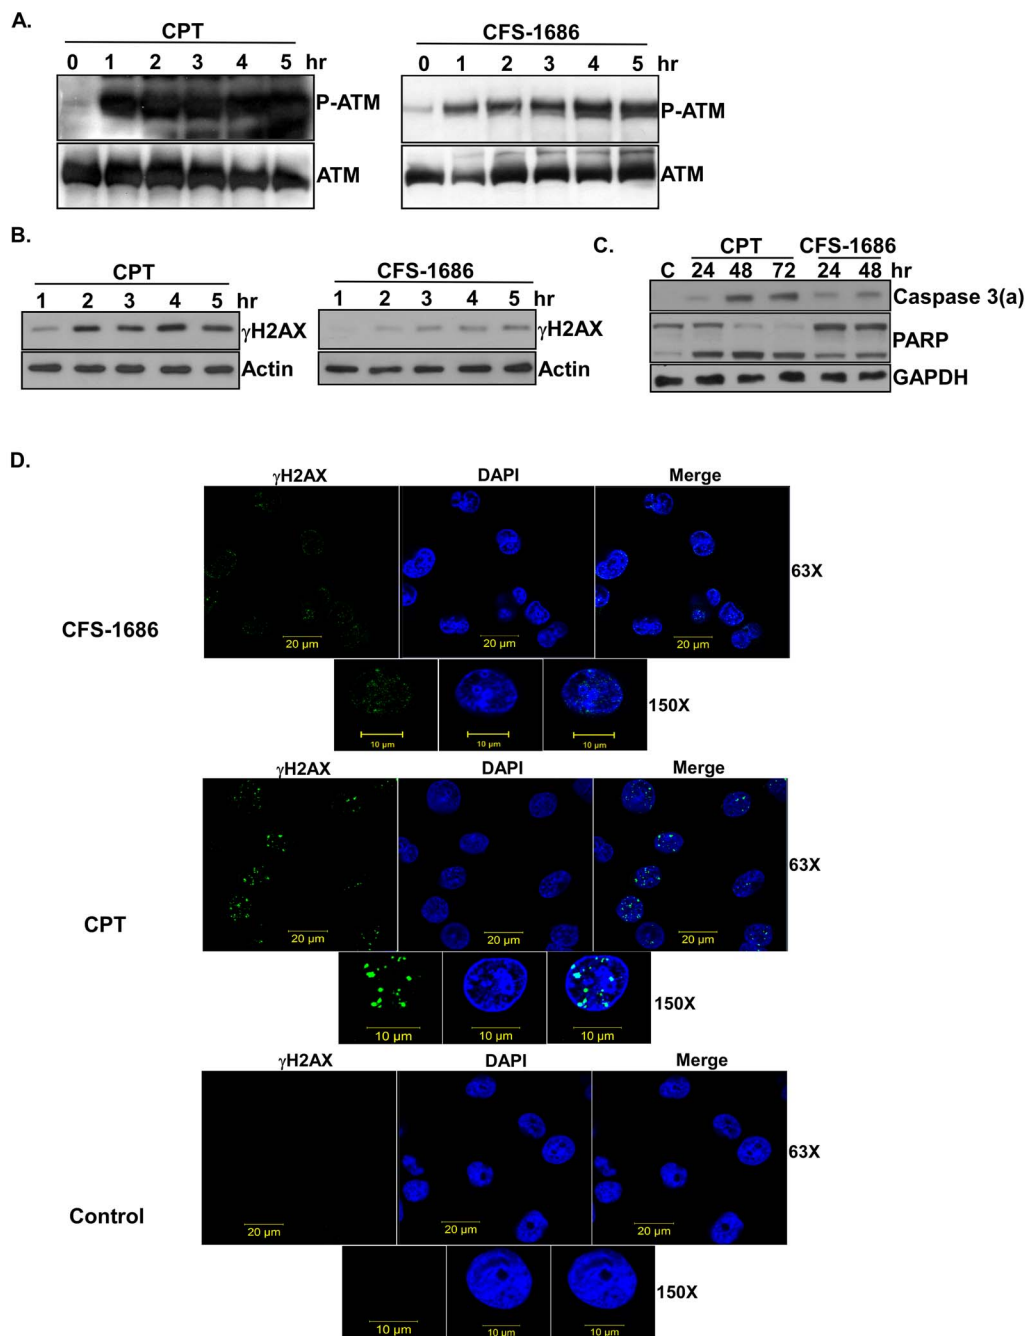 A.
CPT
0 1 2 3 4 5 hr
P-ATM
ATM
CFS-1686
0 1 2 3 4 5 hr
P-ATM
ATM
B.
CPT
1 2 3 4 5 hr
γH2AX
Actin
CFS-1686
1 2 3 4 5 hr
γH2AX
Actin
C.
CPT CFS-1686
C 24 48 72 24 48 hr
Caspase 3(a)
PARP
GAPDH
D.
γH2AX DAPI Merge
63X
CFS-1686
20 µm 20 µm 20 µm
150X
10 µm 10 µm 10 µm
γH2AX DAPI Merge
63X
CPT
20 µm 20 µm 20 µm
150X
10 µm 10 µm 10 µm
γH2AX DAPI Merge
63X
Control
20 µm 20 µm 20 µm
150X
10 µm 10 µm 10 µm